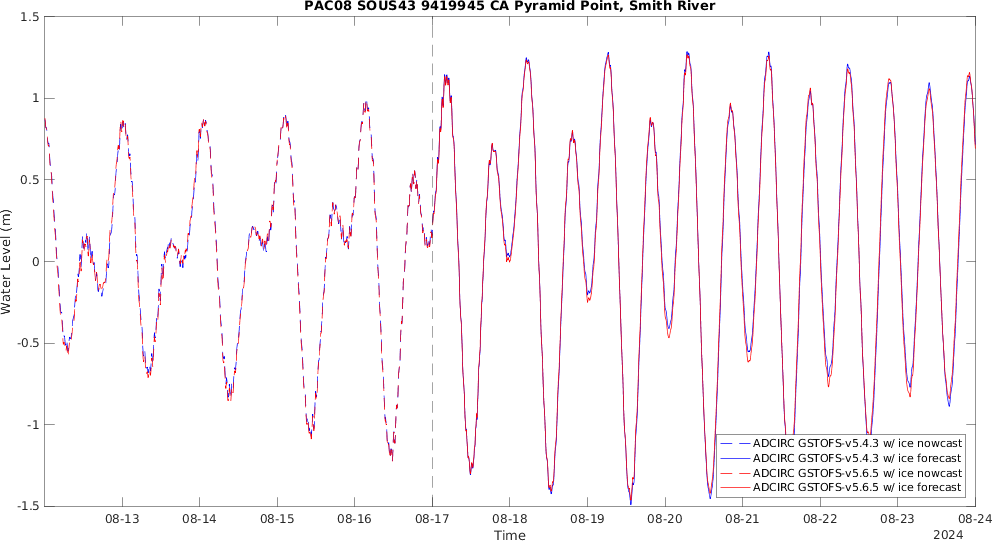 PAC08 SOUS43 9419945 CA Pyramid Point, Smith River
1.5
1
0.5
0
-0.5
-1
-1.5
Water Level (m)
ADCIRC GSTOFS-v5.4.3 w/ ice nowcast
ADCIRC GSTOFS-v5.4.3 w/ ice forecast
ADCIRC GSTOFS-v5.6.5 w/ ice nowcast
ADCIRC GSTOFS-v5.6.5 w/ ice forecast
08-13 08-14 08-15 08-16 08-17 08-18 08-19 08-20 08-21 08-22 08-23 08-24
Time
2024